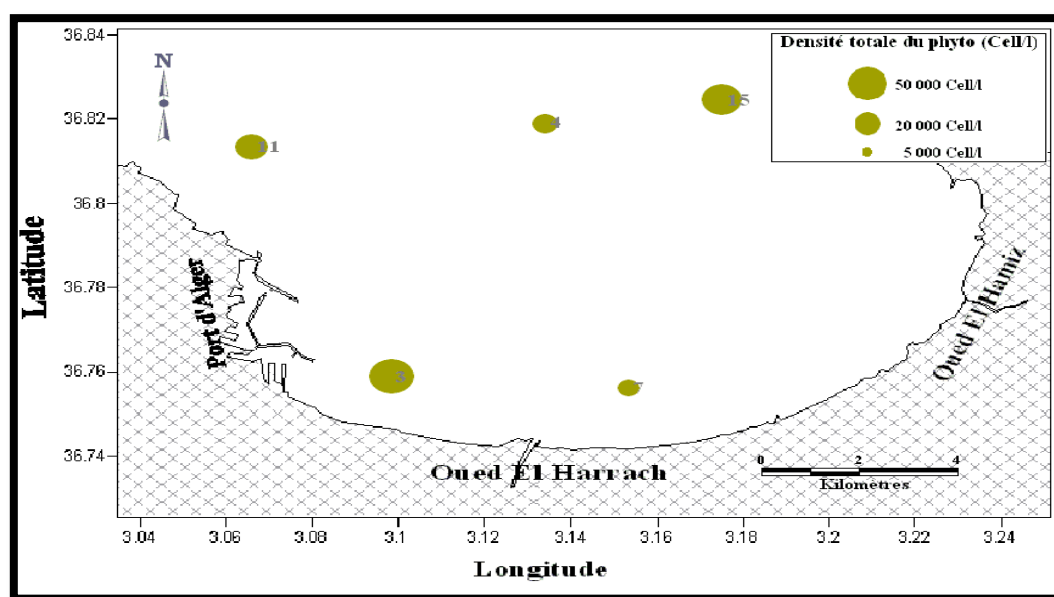 36.84
36.82
36.8
36.78
36.76
36.74
Latitude
N
Densité totale du phyto (Cell/l)
50 000 Cell/l
20 000 Cell/l
5 000 Cell/l
15
4
11
Port d'Alger
Oued El Hamiz
3
7
Oued El Harrach
0 2 4
Kilometres
3.04 3.06 3.08 3.1 3.12 3.14 3.16 3.18 3.2 3.22 3.24
Longitude